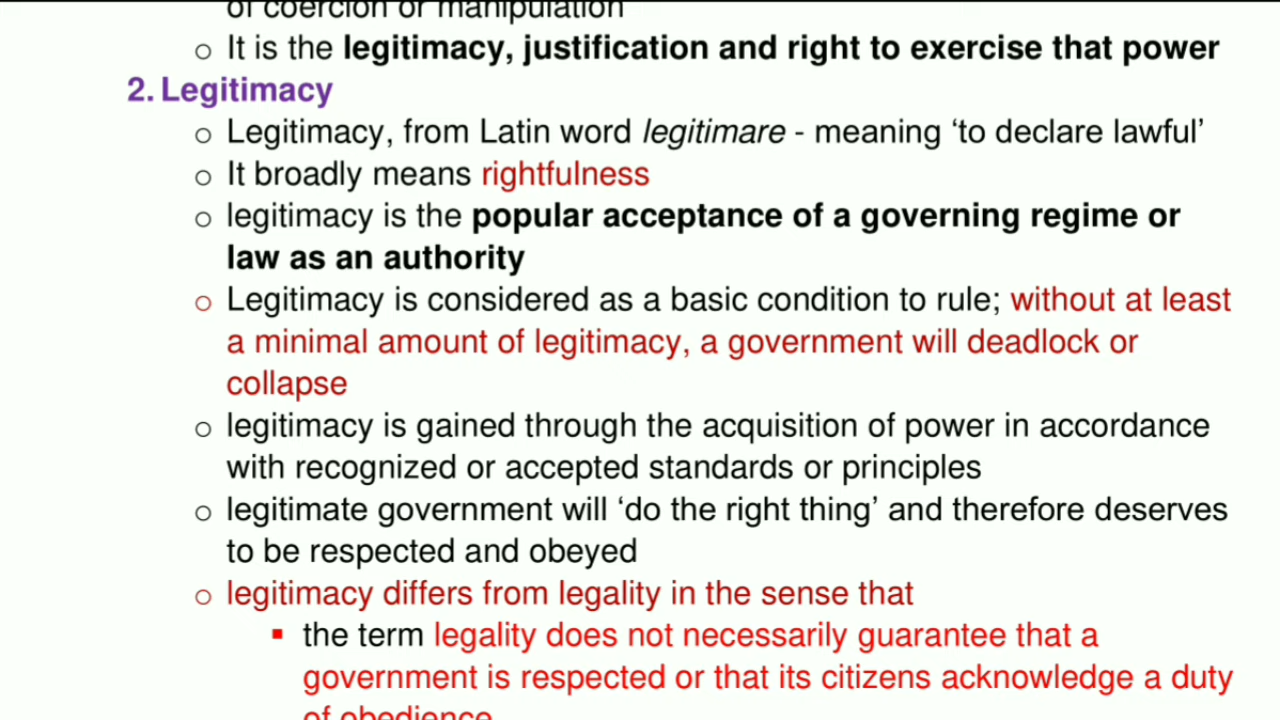 of coercion or manipulation
○ It is the legitimacy, justification and right to exercise that power
2. Legitimacy
○ Legitimacy, from Latin word legitimare - meaning ‘to declare lawful’
○ It broadly means rightfulness
○ legitimacy is the popular acceptance of a governing regime or
law as an authority
○ Legitimacy is considered as a basic condition to rule; without at least
a minimal amount of legitimacy, a government will deadlock or
collapse
○ legitimacy is gained through the acquisition of power in accordance
with recognized or accepted standards or principles
○ legitimate government will ‘do the right thing’ and therefore deserves
to be respected and obeyed
○ legitimacy differs from legality in the sense that
▪ the term legality does not necessarily guarantee that a
government is respected or that its citizens acknowledge a duty
of obedience